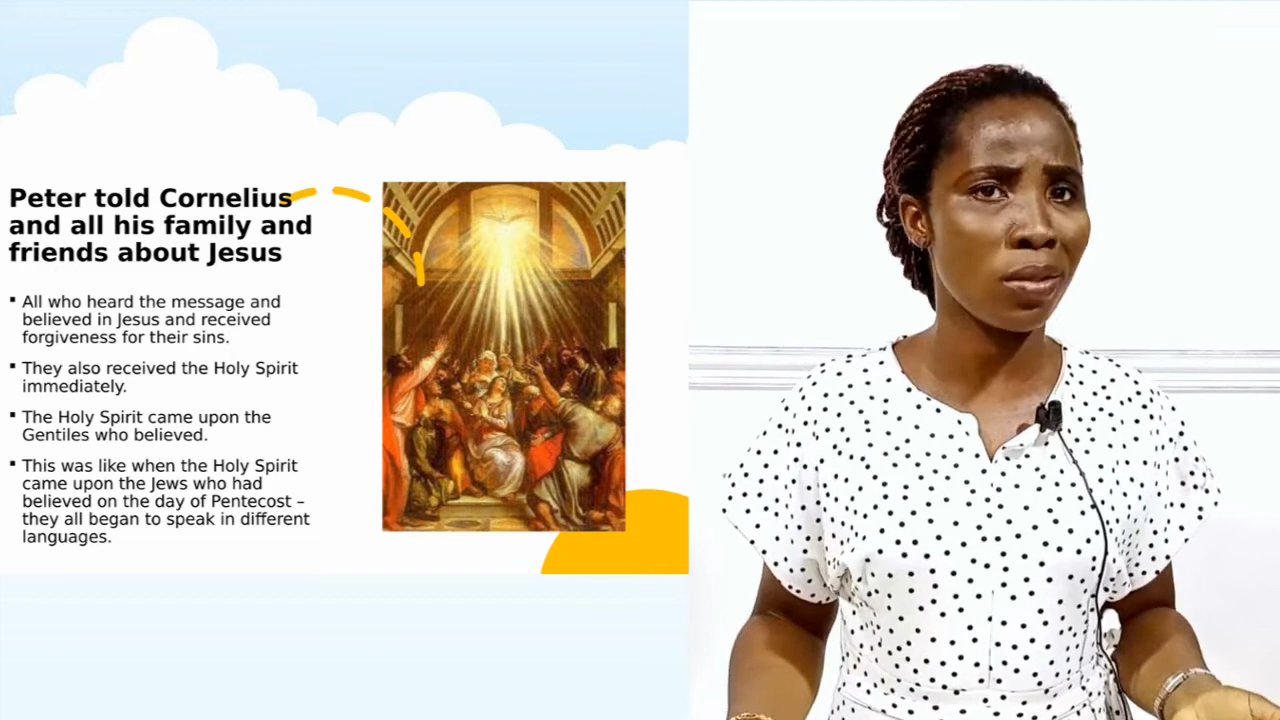 Peter told Cornelius
and all his family and
friends about Jesus
▪ All who heard the message and
believed in Jesus and received
forgiveness for their sins.
▪ They also received the Holy Spirit
immediately.
▪ The Holy Spirit came upon the
Gentiles who believed.
▪ This was like when the Holy Spirit
came upon the Jews who had
believed on the day of Pentecost –
they all began to speak in different
languages.